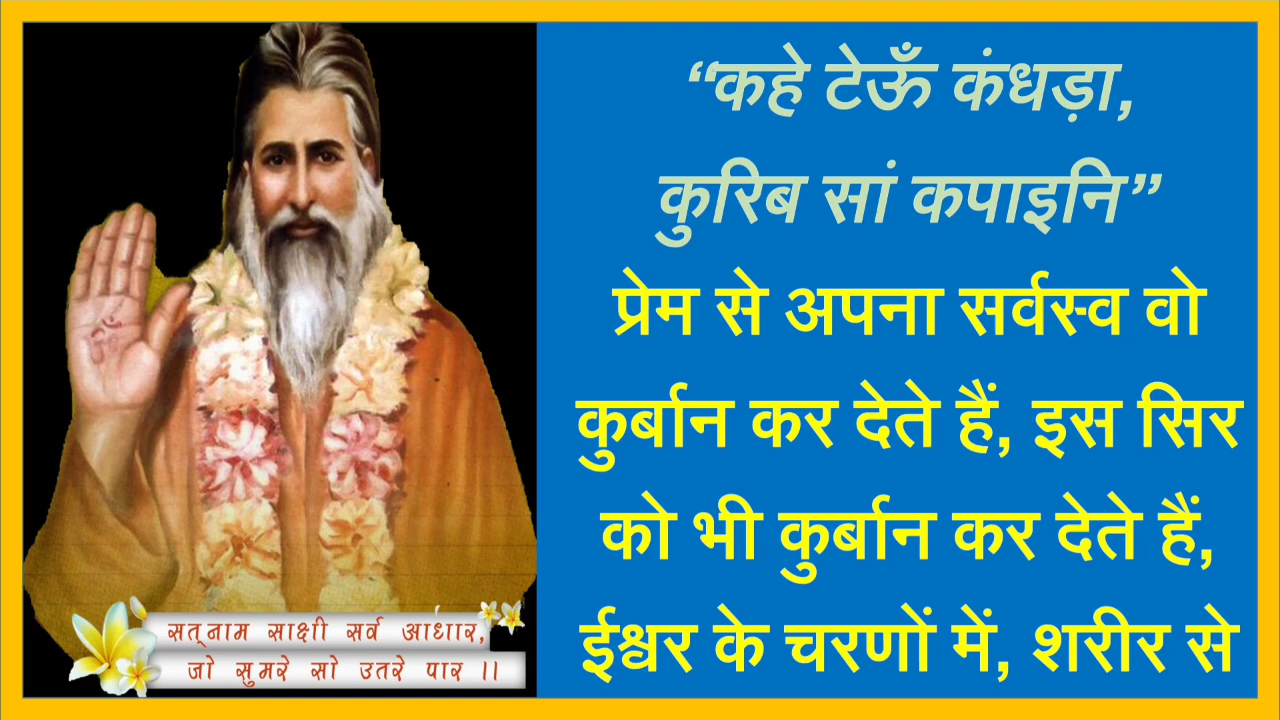 “कहे टेऊँ कंधड़ा,
कुरिब सां कपाइनि”
प्रेम से अपना सर्वस्व वो
कुर्बान कर देते हैं, इस सिर
को भी कुर्बान कर देते हैं,
ईश्वर के चरणों में, शरीर से
सत्नाम साक्षी सर्व आधार,
जो सुमरे सो उतरे पार ।।